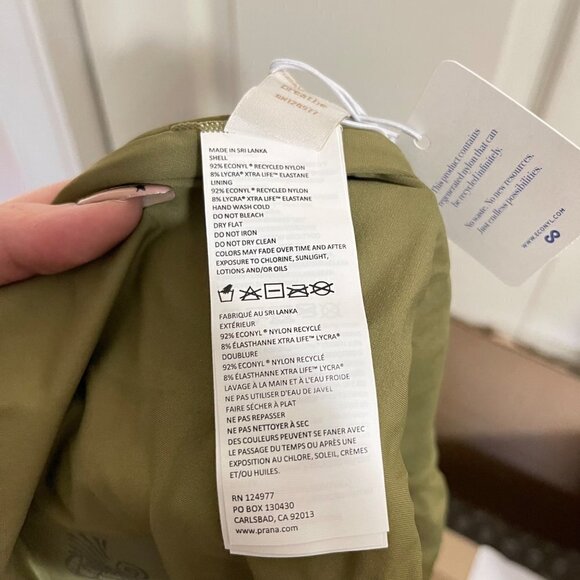 Breathe
RN124977
MADE IN SRI LANKA
SHELL
92% ECONYL® RECYCLED NYLON
8% LYCRA® XTRA LIFE™ ELASTANE
LINING
92% ECONYL® RECYCLED NYLON
8% LYCRA® XTRA LIFE™ ELASTANE
HAND WASH COLD
DO NOT BLEACH
DRY FLAT
DO NOT IRON
DO NOT DRY CLEAN
COLORS MAY FADE OVER TIME AND AFTER
EXPOSURE TO CHLORINE, SUNLIGHT,
LOTIONS AND/OR OILS
FABRIQUÉ AU SRI LANKA
EXTÉRIEUR
92% ECONYL® NYLON RECYCLÉ
8% ÉLASTHANNE XTRA LIFE™ LYCRA®
DOUBLURE
92% ECONYL® NYLON RECYCLÉ
8% ÉLASTHANNE XTRA LIFE™ LYCRA®
LAVAGE À LA MAIN ET À L'EAU FROIDE
NE PAS UTILISER D'EAU DE JAVEL
FAIRE SÉCHER À PLAT
NE PAS REPASSER
NE PAS NETTOYER À SEC
DES COULEURS PEUVENT SE FANER AVEC
LE PASSAGE DU TEMPS OU APRÈS UNE
EXPOSITION AU CHLORE, SOLEIL, CRÈMES
ET/OU HUILES.
RN 124977
PO BOX 130430
CARLSBAD, CA 92013
www.prana.com
This product contains
regenerated nylon that can
be recycled infinitely.
No waste. No new resources.
Just endless possibilities.
WWW.ECONYL.COM